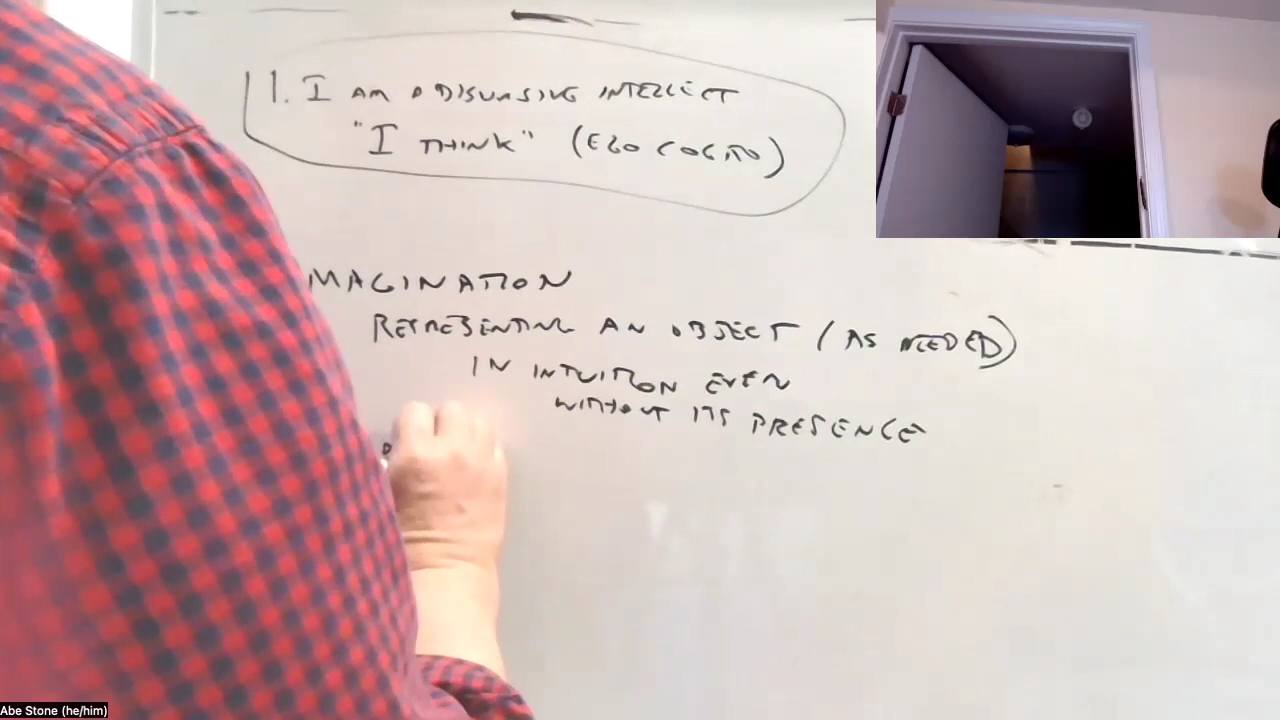 1. I AM A DISCURSIVE INTELLECT
"I THINK" (EGO COGITO)
MAGINATION
REPRESENTING AN OBJECT (AS NEEDED)
IN INTUITION EVEN
WITHOUT ITS PRESENCE
Abe Stone (he/him)